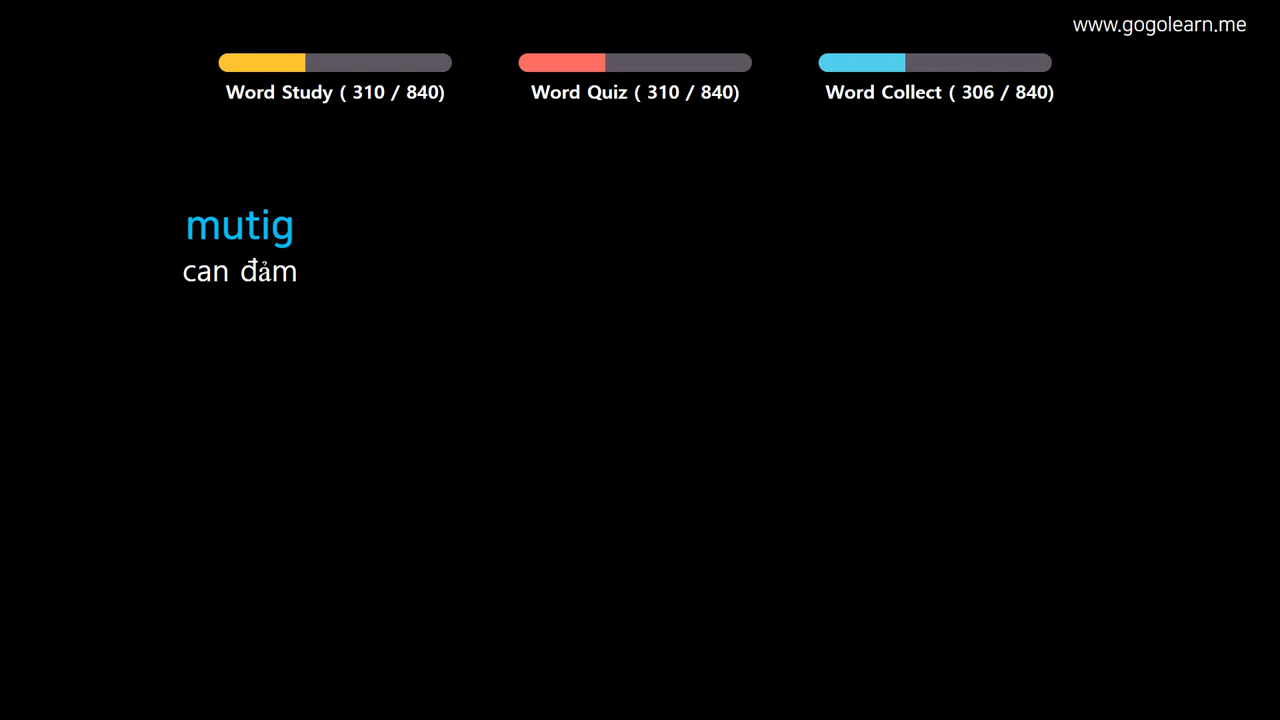 www.gogolearn.me
Word Study ( 310 / 840)
Word Quiz ( 310 / 840)
Word Collect ( 306 / 840)
mutig
can đảm